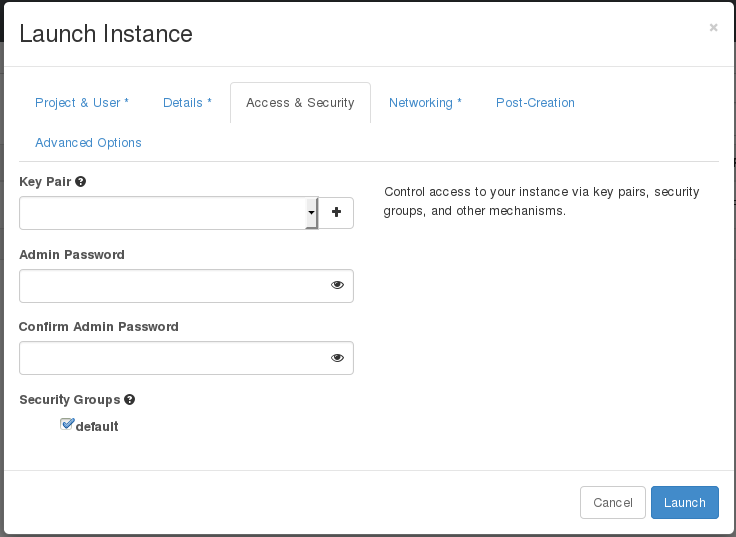 Launch Instance
×
Project & User * Details * Access & Security Networking * Post-Creation
Advanced Options
Key Pair
Control access to your instance via key pairs, security
groups, and other mechanisms.
Admin Password
Confirm Admin Password
Security Groups
default
Cancel Launch